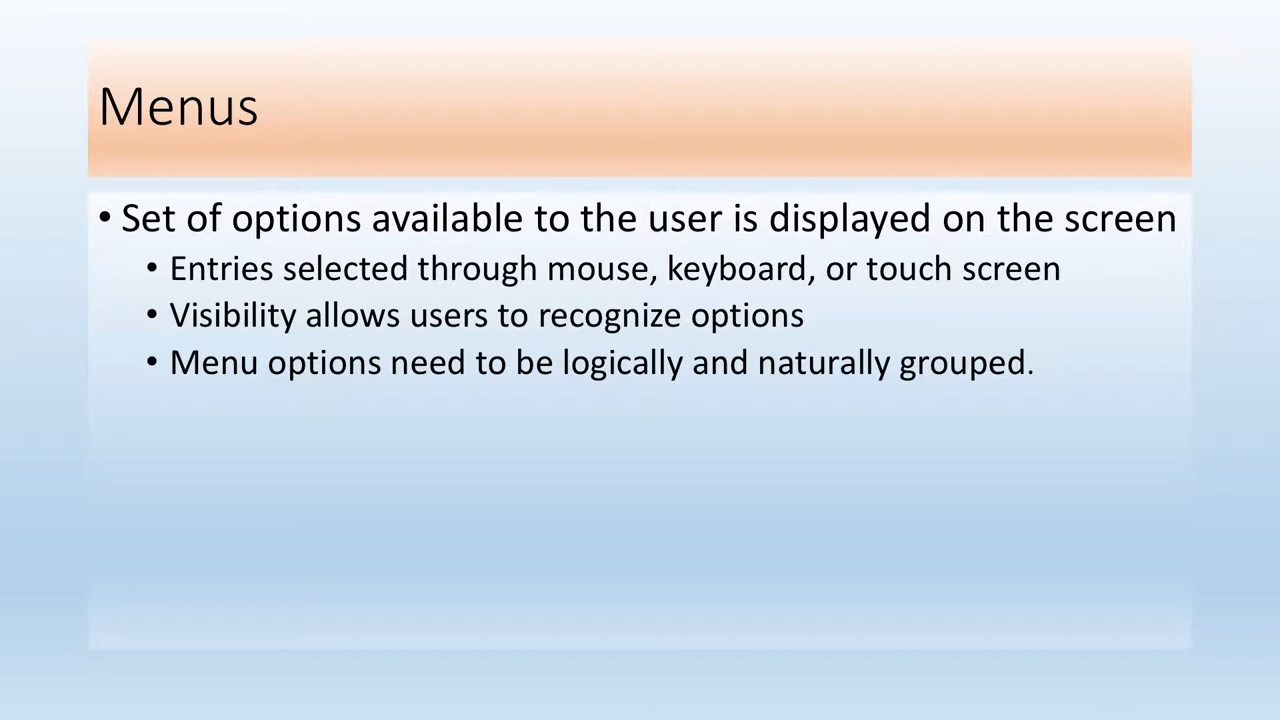 Menus
• Set of options available to the user is displayed on the screen
• Entries selected through mouse, keyboard, or touch screen
• Visibility allows users to recognize options
• Menu options need to be logically and naturally grouped.